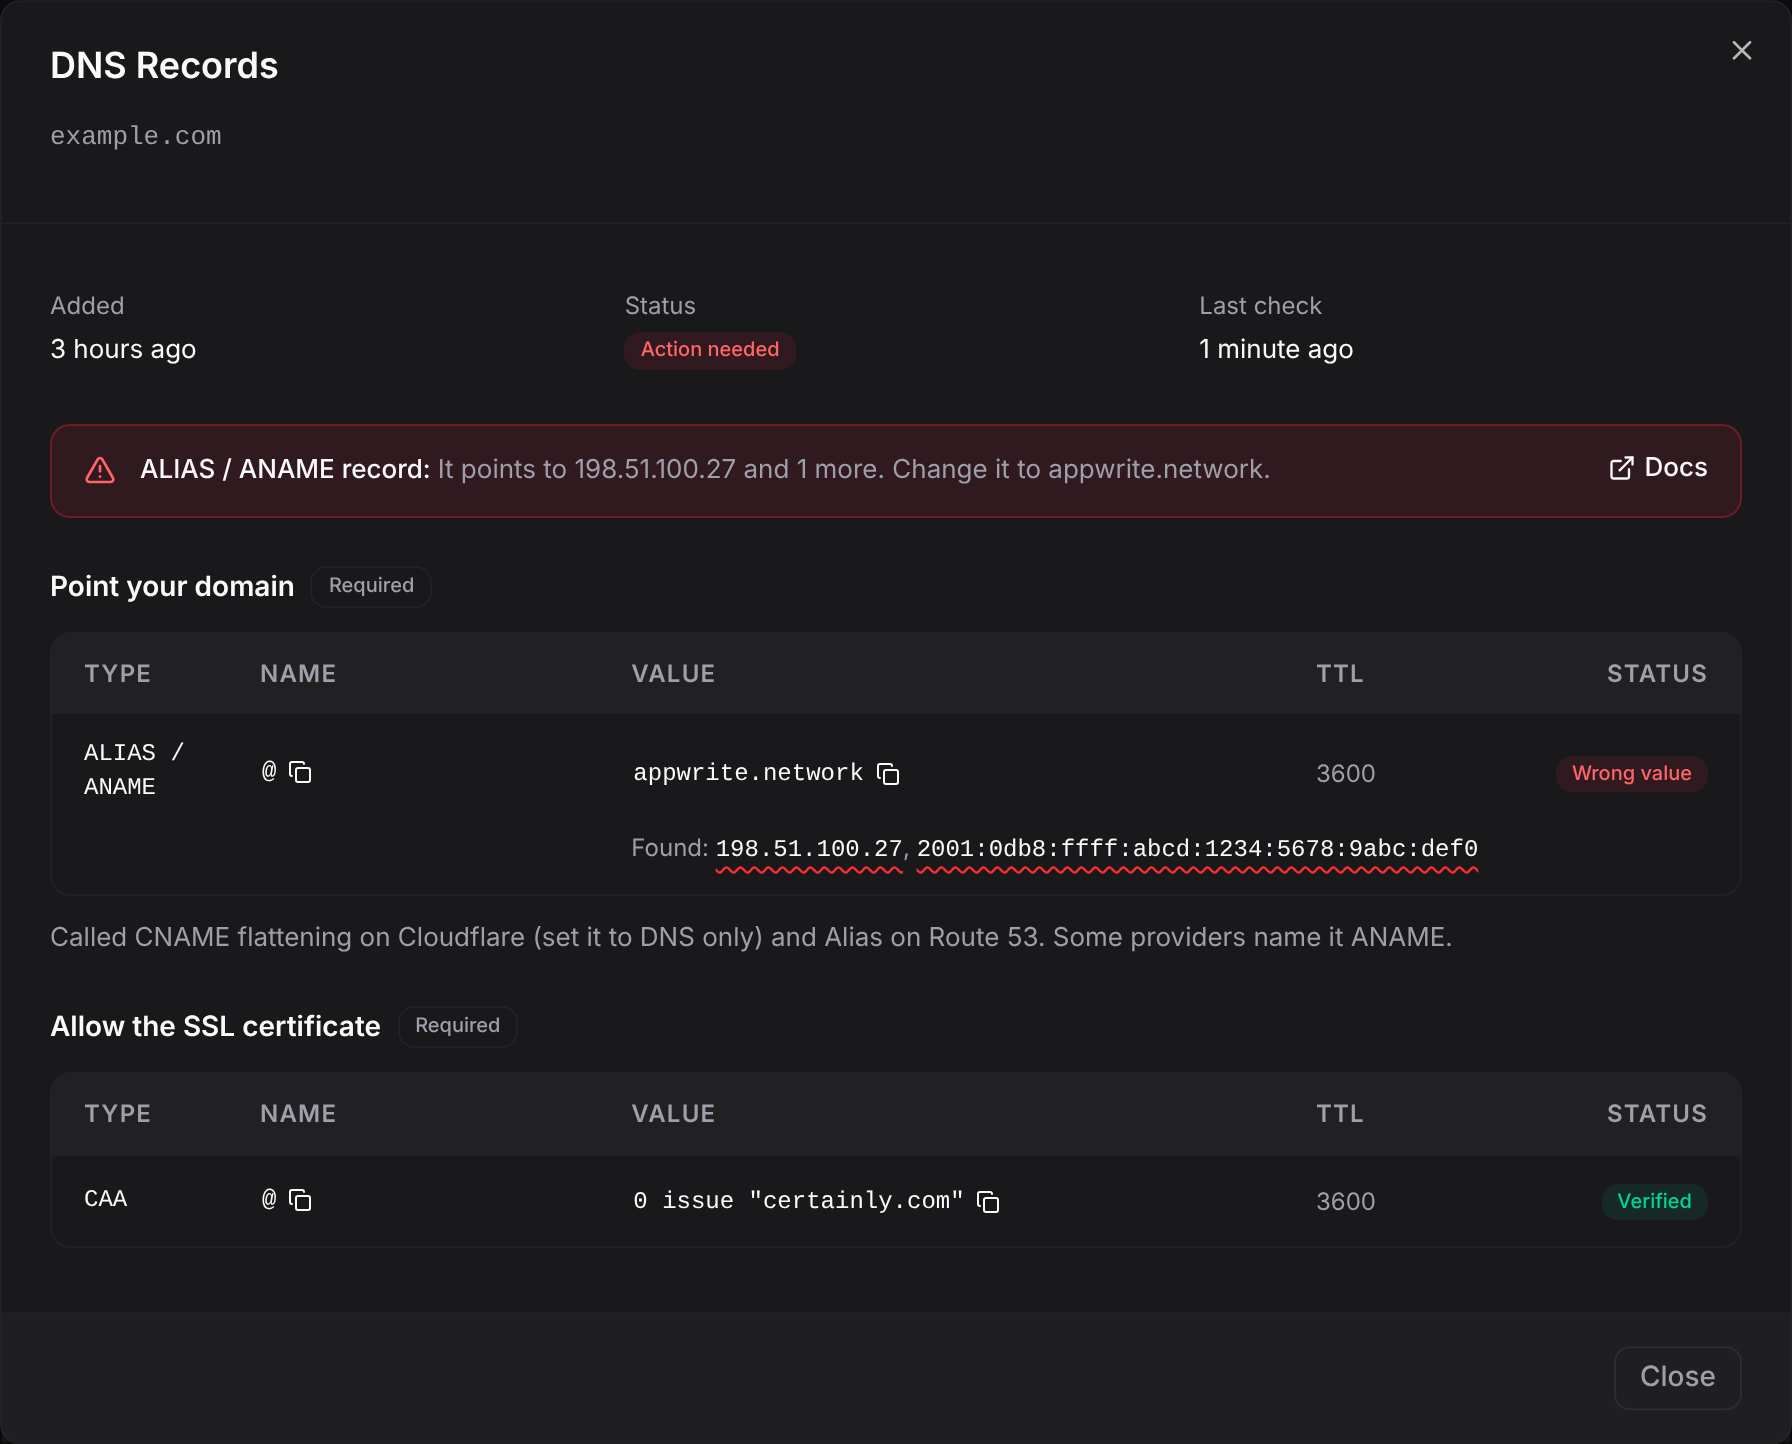 DNS Records
example.com
Added
Status
Last check
3 hours ago
Action needed
1 minute ago
ALIAS / ANAME record: It points to 198.51.100.27 and 1 more. Change it to appwrite.network.
Docs
Point your domain
Required
TYPE
NAME
VALUE
TTL
STATUS
ALIAS /
ANAME
@
appwrite.network
3600
Wrong value
Found: 198.51.100.27, 2001:0db8:ffff:abcd:1234:5678:9abc:def0
Called CNAME flattening on Cloudflare (set it to DNS only) and Alias on Route 53. Some providers name it ANAME.
Allow the SSL certificate
Required
TYPE
NAME
VALUE
TTL
STATUS
CAA
@
0 issue "certainly.com"
3600
Verified
Close